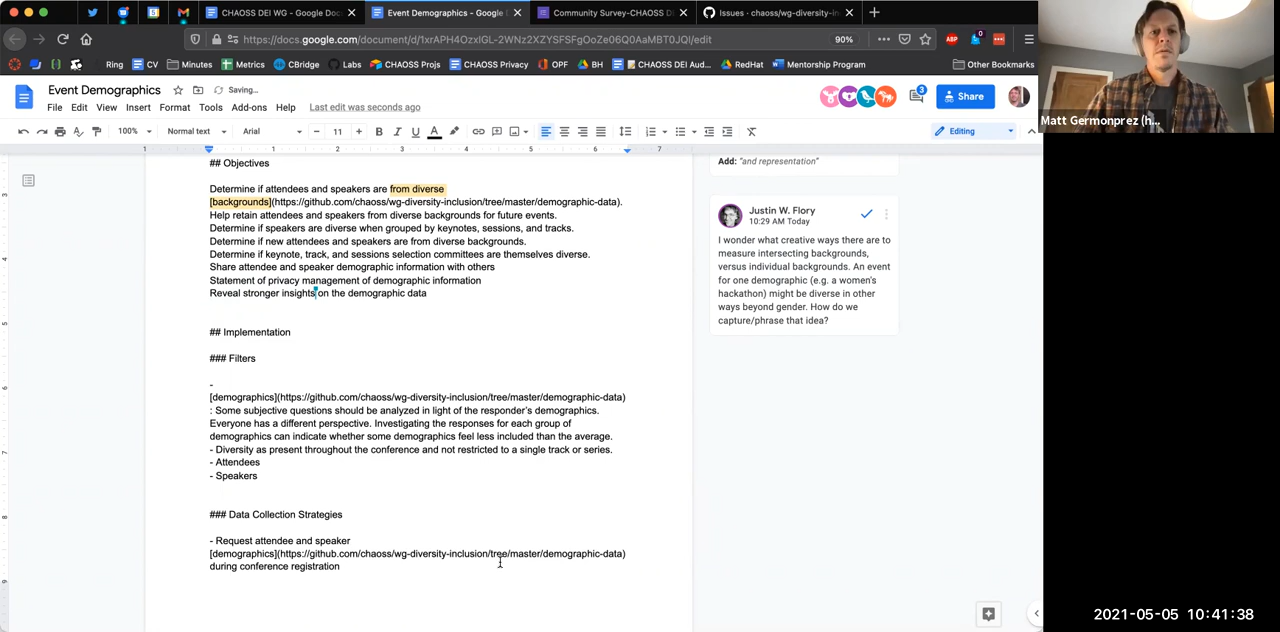 CHAOSS DEI WG - Google Doc
Event Demographics - Google D
Community Survey-CHAOSS D
Issues · chaoss/wg-diversity-in
https://docs.google.com/document/d/1xrAPH4OzxIGL-2WNz2XZYSFSFgOoZe06Q0AaMBT0JQI/edit
90%
ABP
0
Ring
CV
Minutes
Metrics
CBridge
Labs
CHAOSS Projs
CHAOSS Privacy
OPF
BH
CHAOSS DEI Aud...
RedHat
Mentorship Program
Other Bookmarks
Event Demographics
Saving...
File Edit View Insert Format Tools Add-ons Help
Last edit was seconds ago
3
Share
100%
Normal text
Arial
11
B I U A
Editing
1 1 2 3 4 5 6 7
## Objectives
Determine if attendees and speakers are from diverse
[backgrounds](https://github.com/chaoss/wg-diversity-inclusion/tree/master/demographic-data).
Help retain attendees and speakers from diverse backgrounds for future events.
Determine if speakers are diverse when grouped by keynotes, sessions, and tracks.
Determine if new attendees and speakers are from diverse backgrounds.
Determine if keynote, track, and sessions selection committees are themselves diverse.
Share attendee and speaker demographic information with others
Statement of privacy management of demographic information
Reveal stronger insights on the demographic data
## Implementation
### Filters
-
[demographics](https://github.com/chaoss/wg-diversity-inclusion/tree/master/demographic-data)
: Some subjective questions should be analyzed in light of the responder's demographics.
Everyone has a different perspective. Investigating the responses for each group of
demographics can indicate whether some demographics feel less included than the average.
- Diversity as present throughout the conference and not restricted to a single track or series.
- Attendees
- Speakers
### Data Collection Strategies
- Request attendee and speaker
[demographics](https://github.com/chaoss/wg-diversity-inclusion/tree/master/demographic-data)
during conference registration
Add: "and representation"
Justin W. Flory
10:29 AM Today
I wonder what creative ways there are to
measure intersecting backgrounds,
versus individual backgrounds. An event
for one demographic (e.g. a women's
hackathon) might be diverse in other
ways beyond gender. How do we
capture/phrase that idea?
Matt Germonprez (h...
2021-05-05 10:41:38